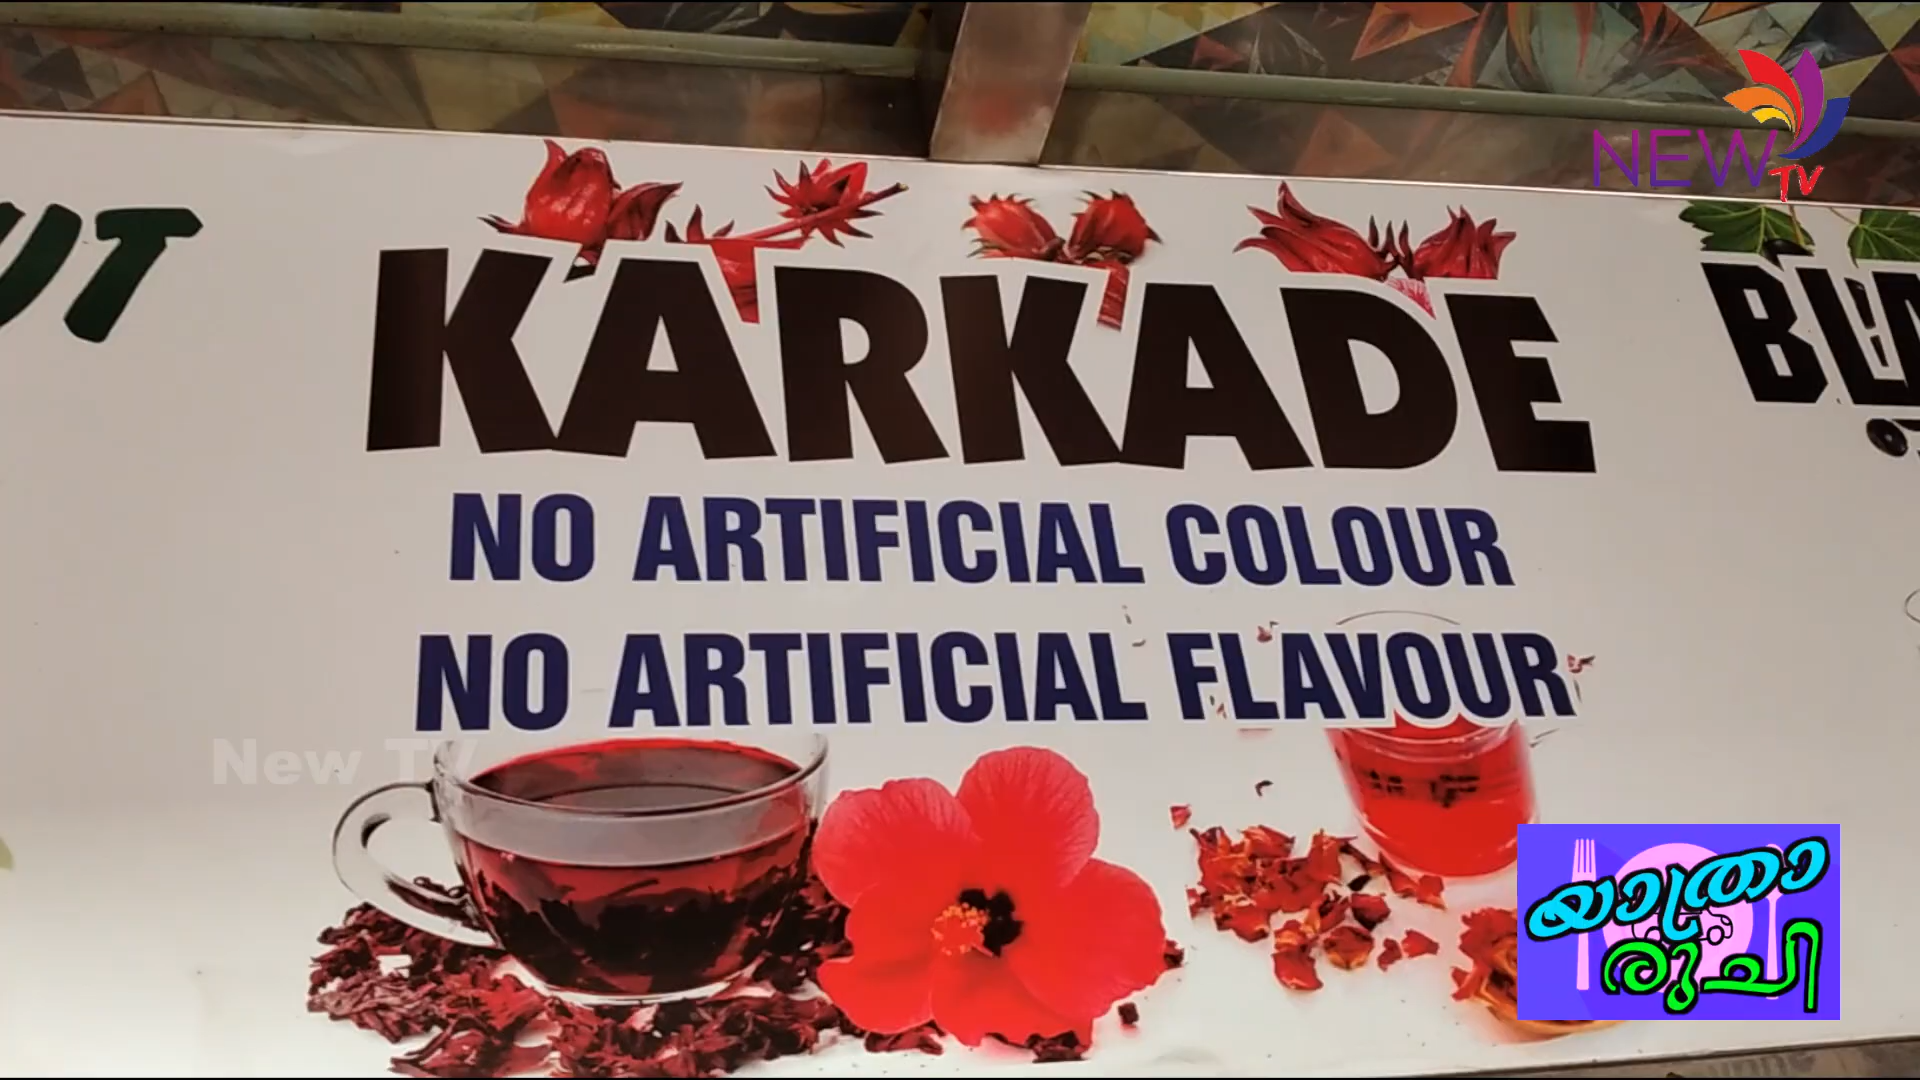 NEW
TV
KARKADE
NO ARTIFICIAL COLOUR
NO ARTIFICIAL FLAVOUR
New TV
യാത്രാ
രുചി